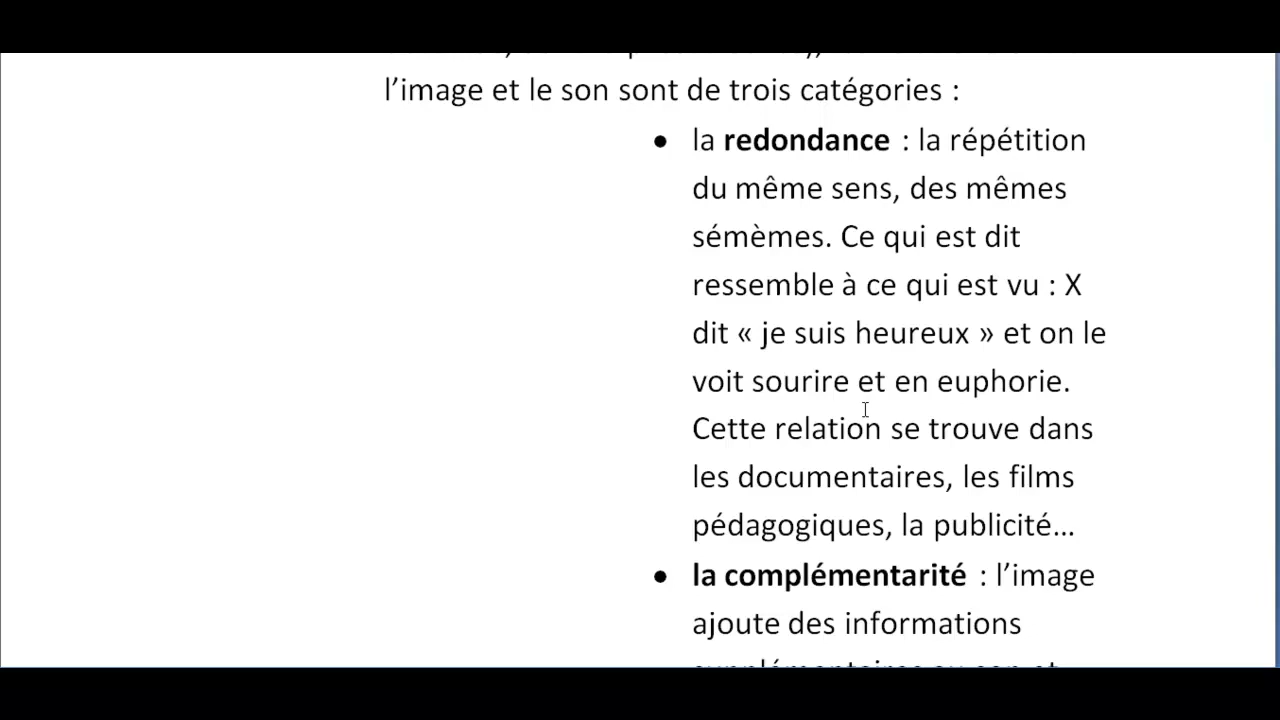 l’image et le son sont de trois catégories :
• la redondance : la répétition
du même sens, des mêmes
sémèmes. Ce qui est dit
ressemble à ce qui est vu : X
dit « je suis heureux » et on le
voit sourire et en euphorie.
Cette relation se trouve dans
les documentaires, les films
pédagogiques, la publicité…
• la complémentarité : l’image
ajoute des informations